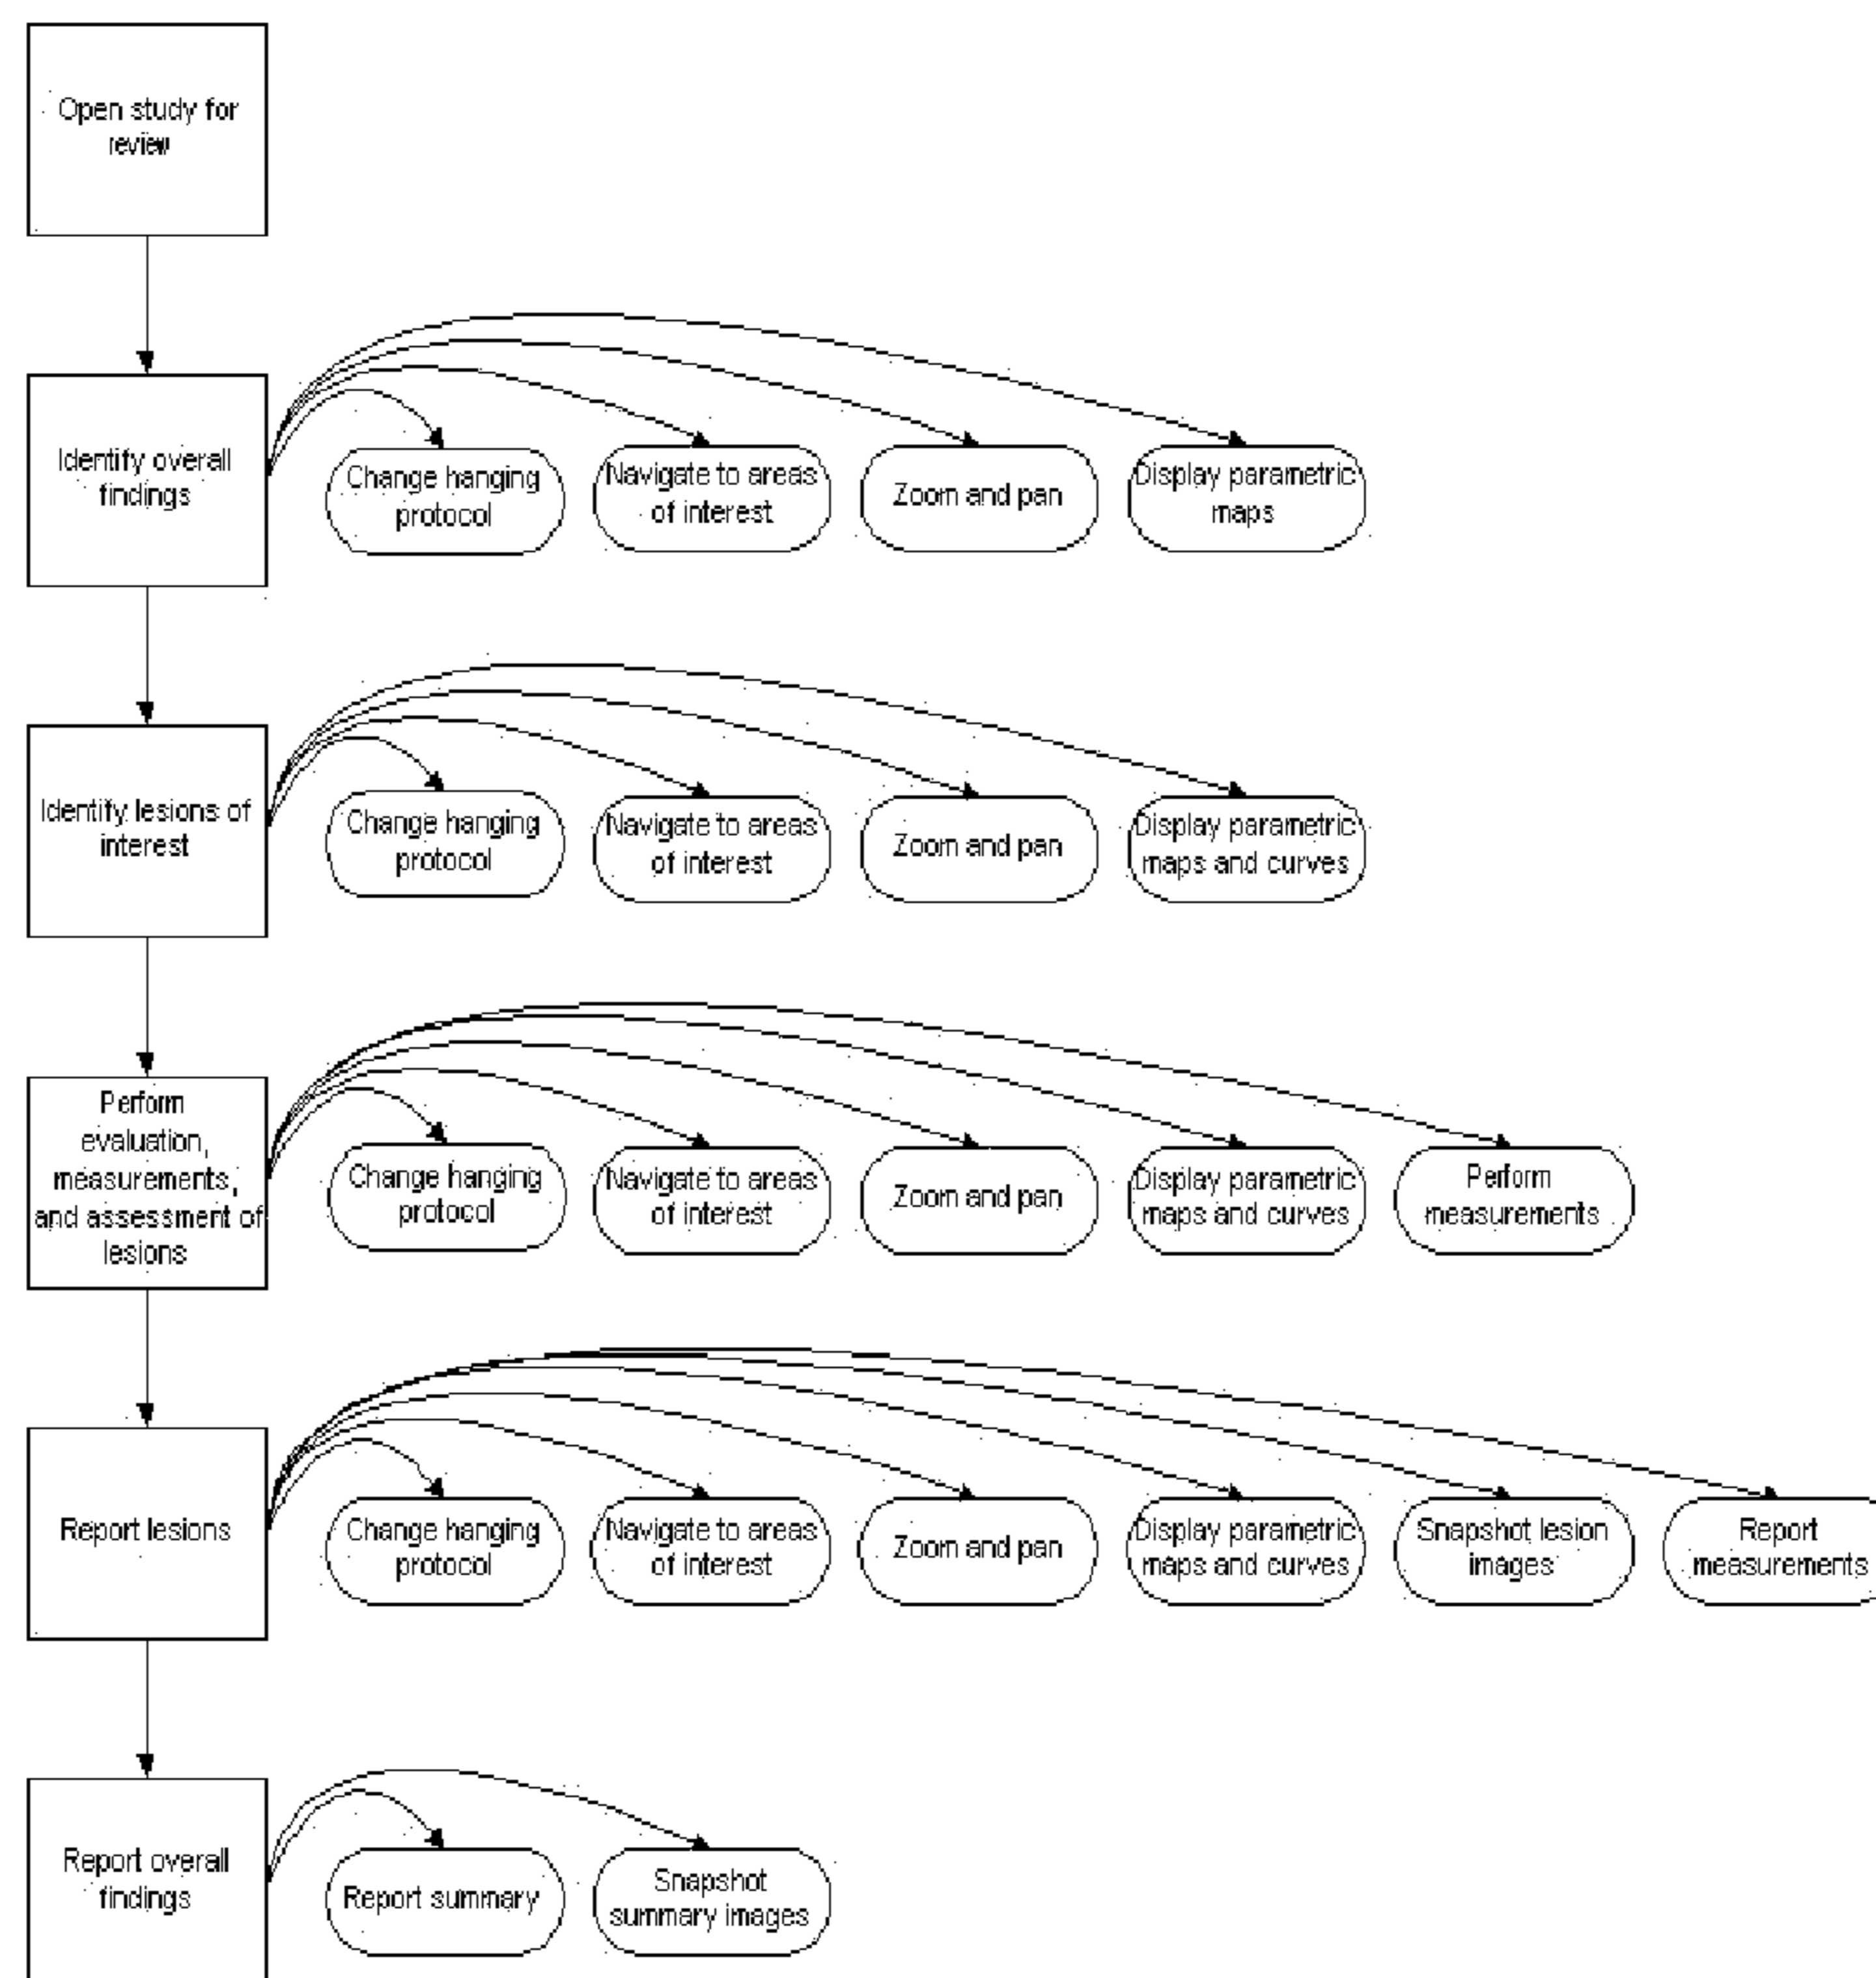 Open study for
review
Identify overall
findings
Change hanging
protocol
Navigate to areas
of interest
Zoom and pan
Display parametric
maps
Identify lesions of
interest
Change hanging
protocol
Navigate to areas
of interest
Zoom and pan
Display parametric
maps and curves
Perform
evaluation,
measurements,
and assessment of
lesions
Change hanging
protocol
Navigate to areas
of interest
Zoom and pan
Display parametric
maps and curves
Perform
measurements
Report lesions
Change hanging
protocol
Navigate to areas
of interest
Zoom and pan
Display parametric
maps and curves
Snapshot lesion
images
Report
measurements
Report overall
findings
Report summary
Snapshot
summary images